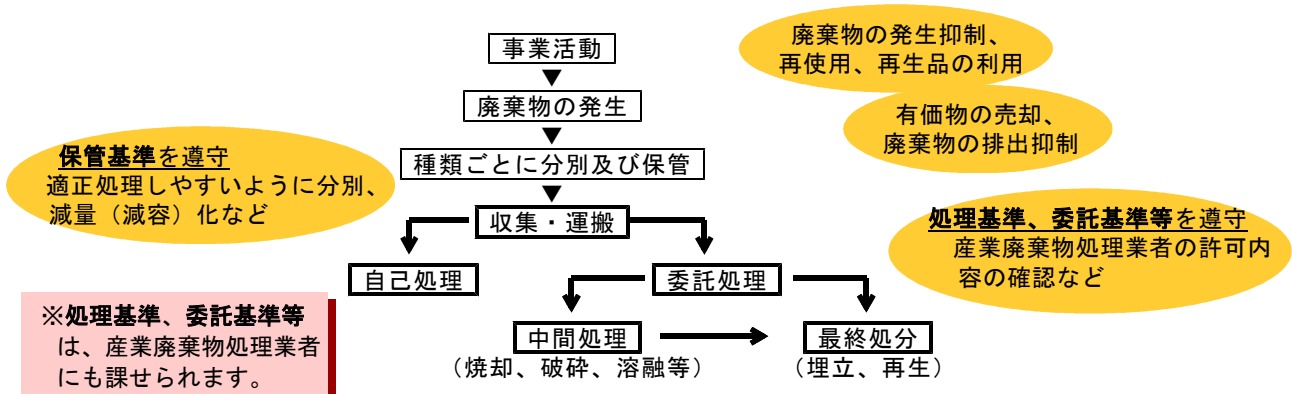 事業活動
▼
廃棄物の発生
▼
種類ごとに分別及び保管
▼
収集・運搬
自己処理
委託処理
中間処理
(焼却、破砕、溶融等)
最終処分
(埋立、再生)
廃棄物の発生抑制、
再使用、再生品の利用
有価物の売却、
廃棄物の排出抑制
保管基準を遵守
適正処理しやすいように分別、
減量(減容)化など
処理基準、委託基準等を遵守
産業廃棄物処理業者の許可内
容の確認など
※処理基準、委託基準等
は、産業廃棄物処理業者
にも課せられます。